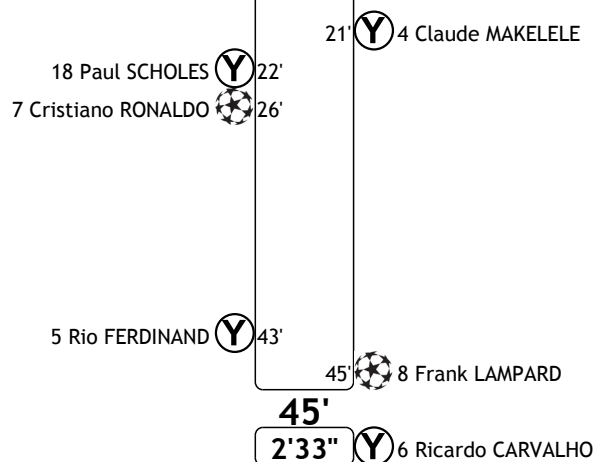 21' Y 4 Claude MAKELELE
18 Paul SCHOLES Y 22'
7 Cristiano RONALDO 26'
5 Rio FERDINAND Y 43'
45' 8 Frank LAMPARD
45'
2'33" Y 6 Ricardo CARVALHO